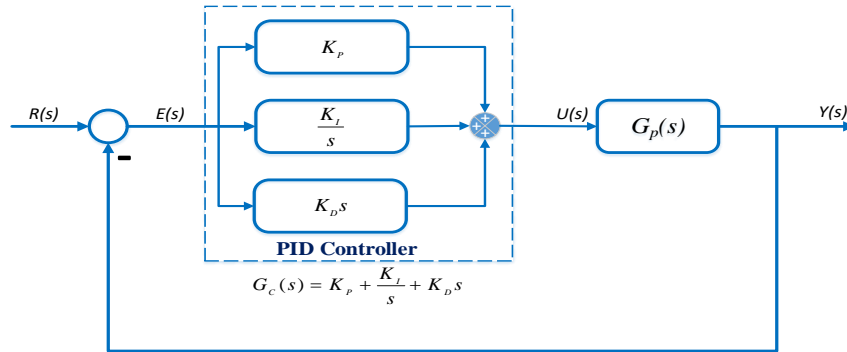 K_P
R(s) E(s) K_I/s U(s) G_p(s) Y(s)
K_D s
PID Controller
G_C(s) = K_P + K_I/s + K_D s